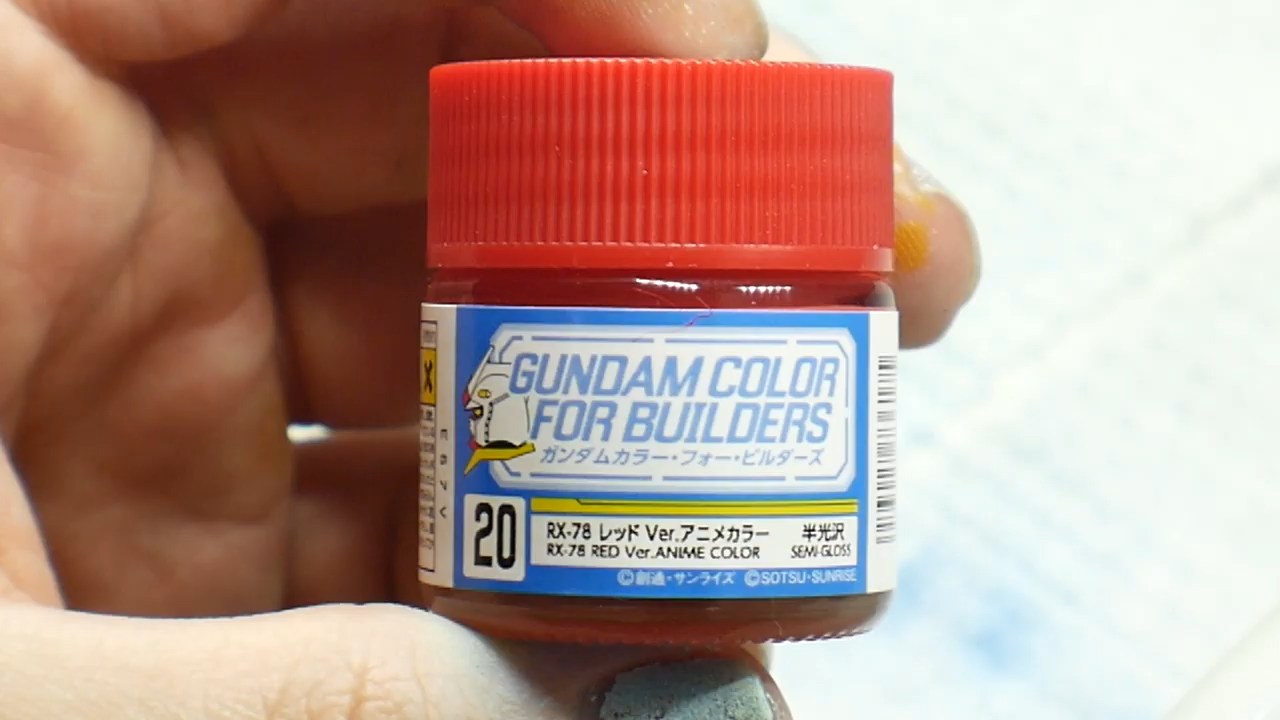 GUNDAM COLOR
FOR BUILDERS
ガンダムカラー・フォー・ビルダーズ
20
RX-78 レッド Ver.アニメカラー 半光沢
RX-78 RED Ver.ANIME COLOR SEMI-GLOSS
©創通・サンライズ ©SOTSU・SUNRISE